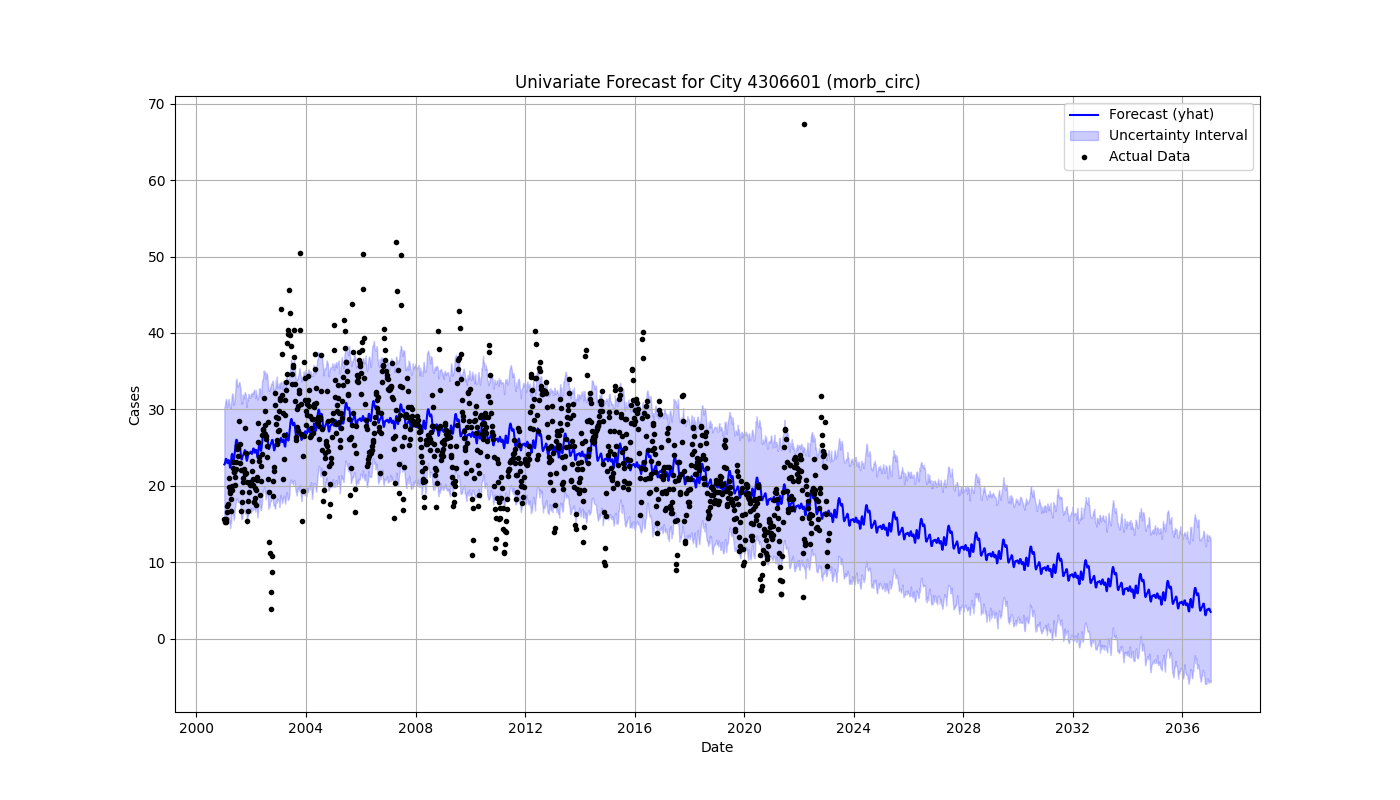 Univariate Forecast for City 4306601 (morb_circ)
Forecast (yhat)
Uncertainty Interval
Actual Data
Cases
70
60
50
40
30
20
10
0
2000 2004 2008 2012 2016 2020 2024 2028 2032 2036
Date